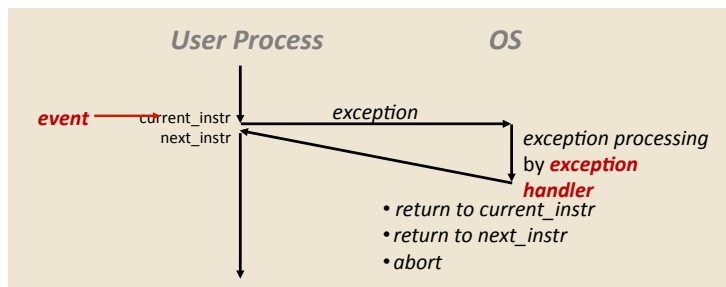 User Process
OS
event
current_instr
next_instr
exception
exception processing
by exception
handler
• return to current_instr
• return to next_instr
• abort